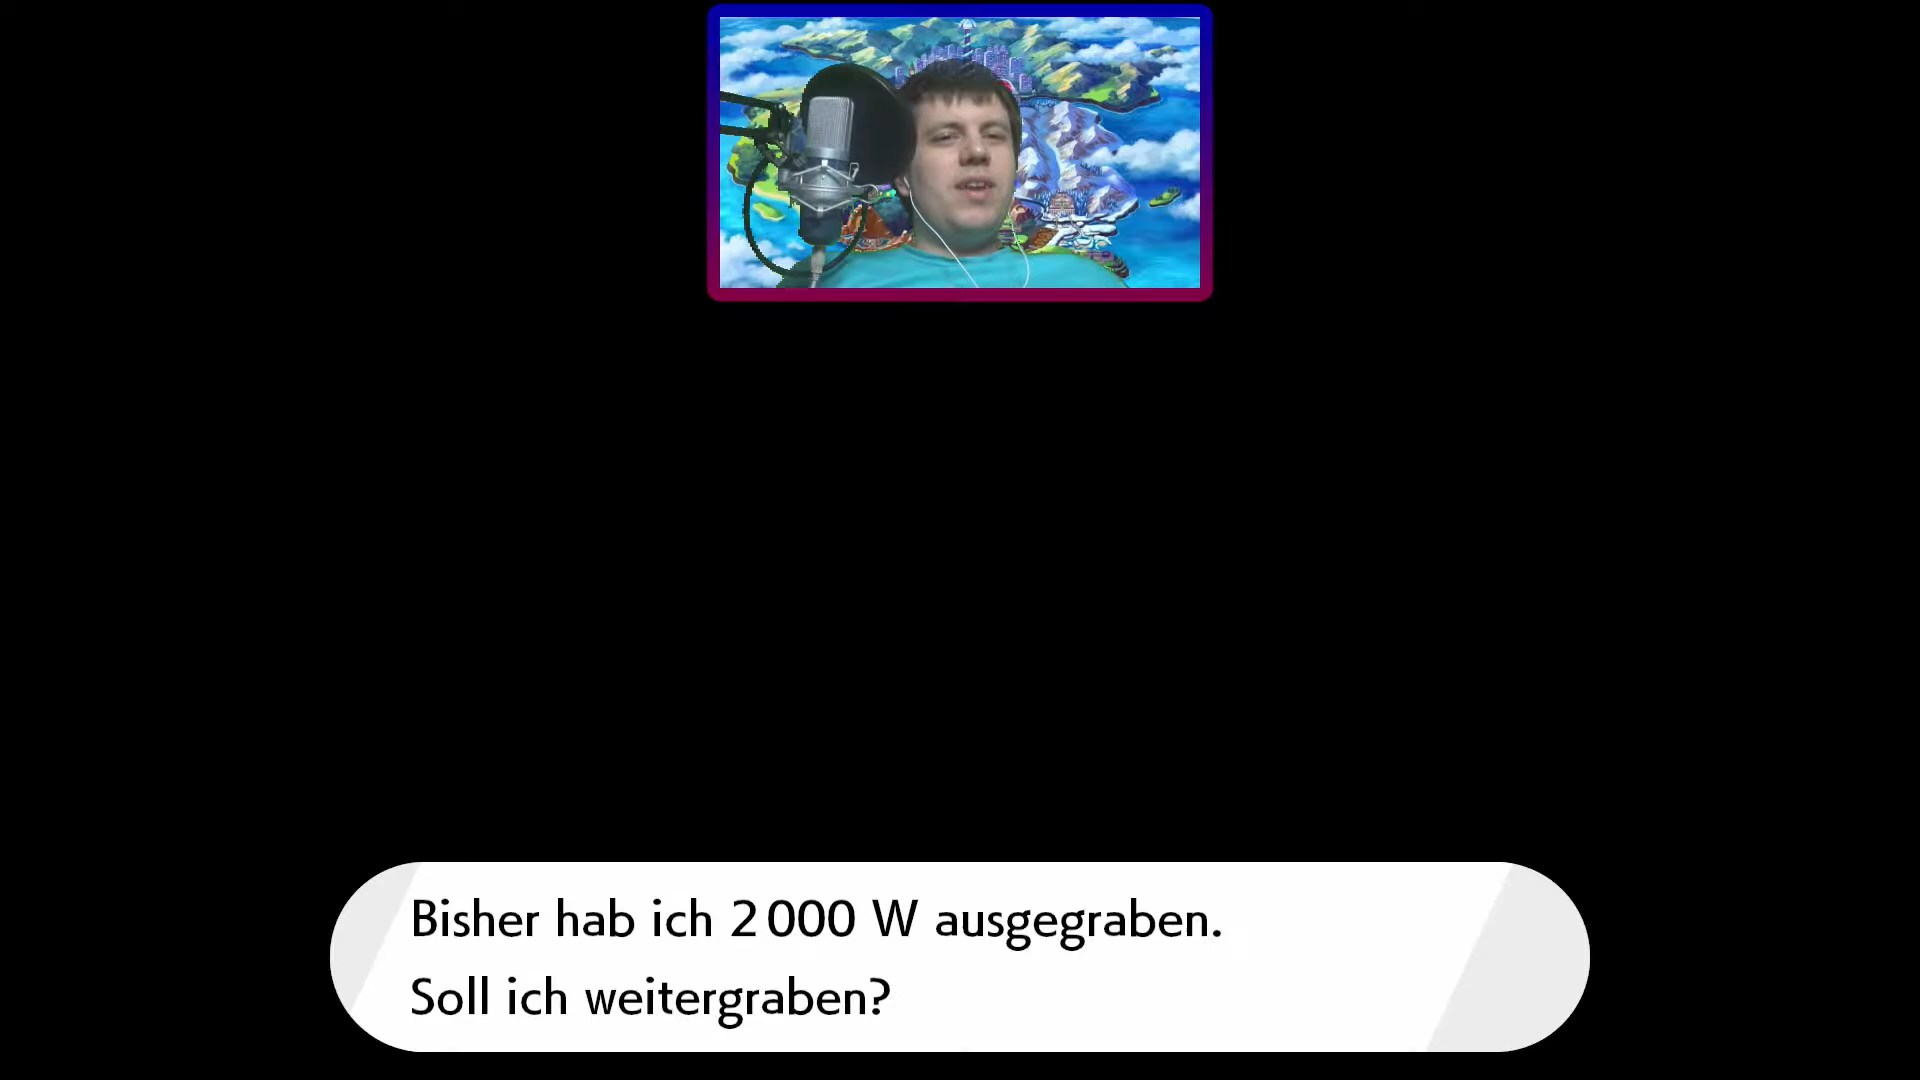 Bisher hab ich 2 000 W ausgegraben.
Soll ich weitergraben?